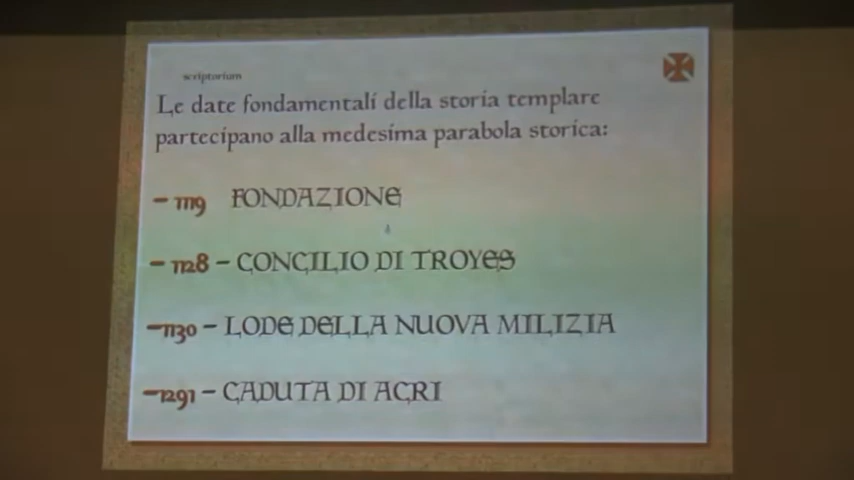 scriptorium
Le date fondamentali della storia templare
partecipano alla medesima parabola storica:
- 1119 FONDAZIONE
- 1128 - CONCILIO DI TROYES
-1130 - LODE DELLA NUOVA MILIZIA
-1291 - CADUTA DI ACRI